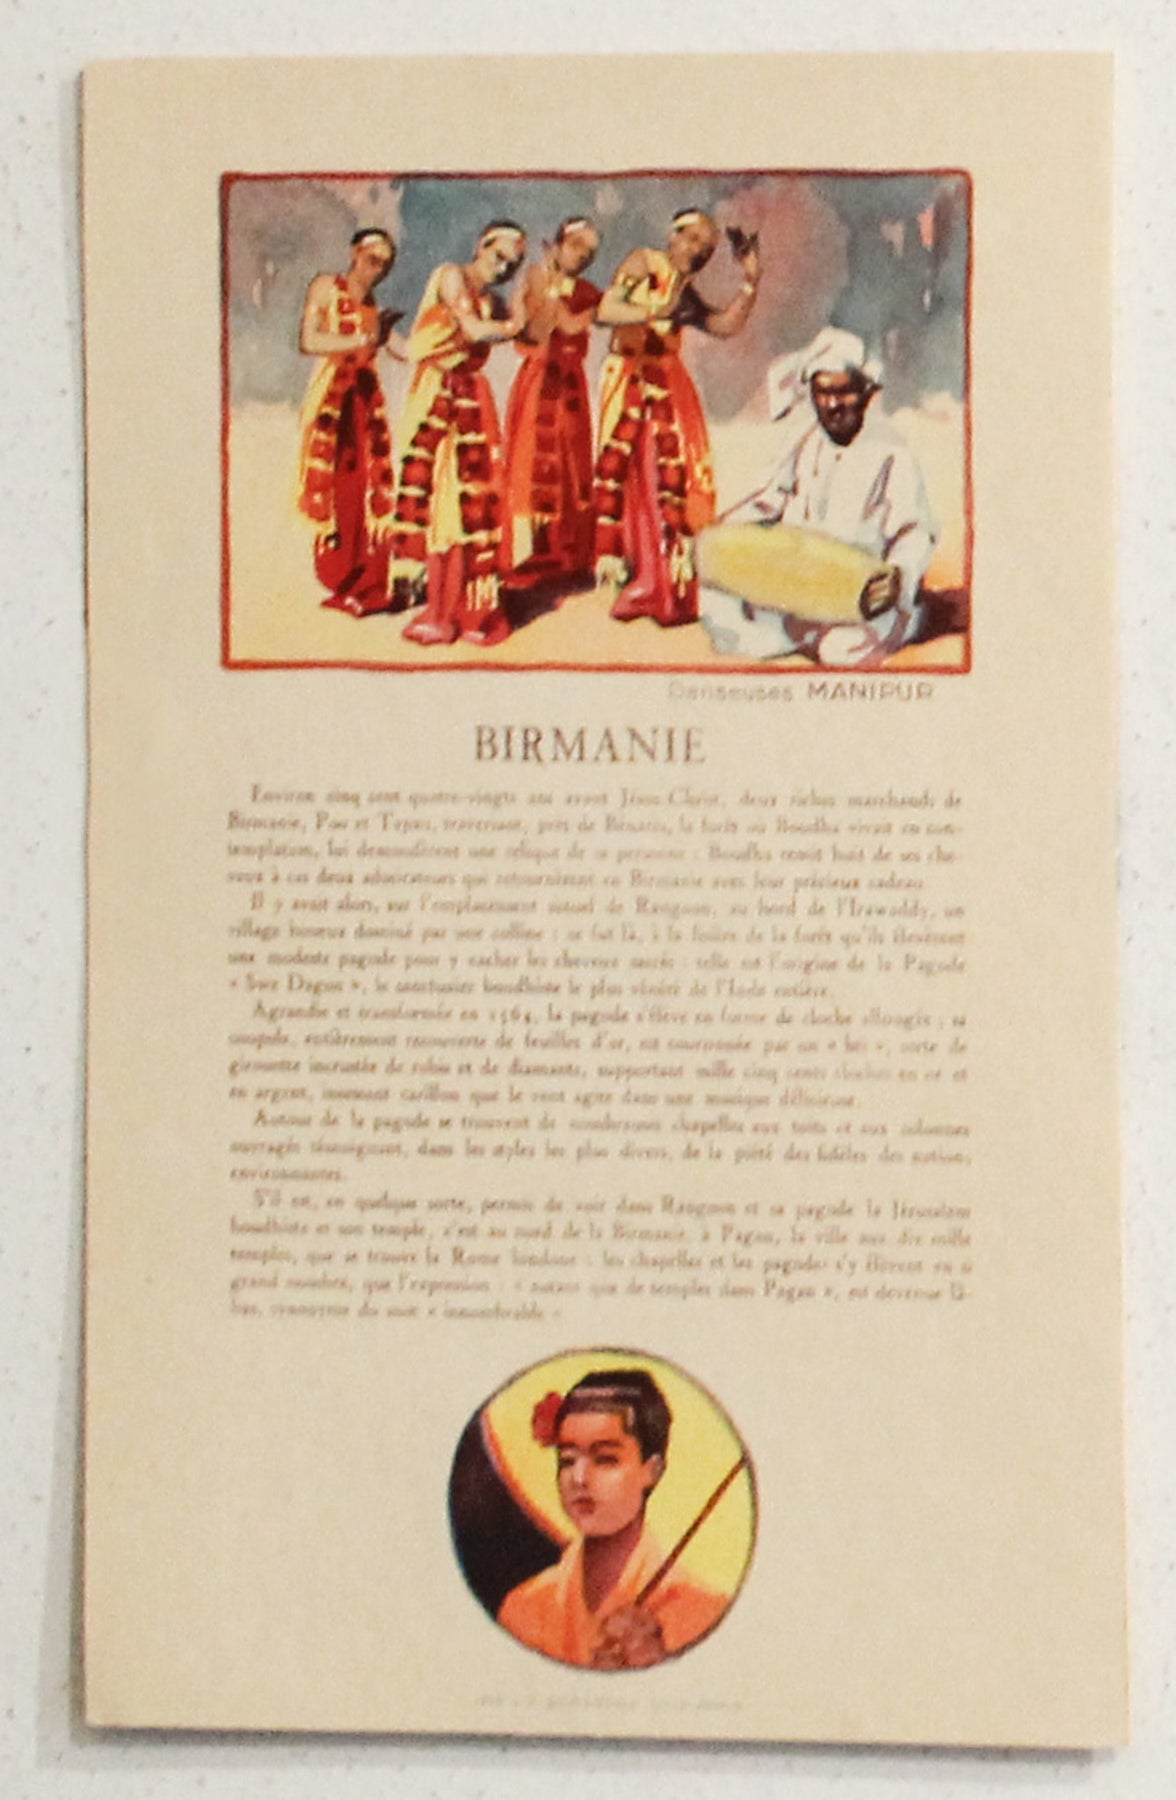 Danseuses MANIPUR
BIRMANIE
Environ cinq cent quatre-vingts ans avant Jésus-Christ, deux riches marchands de
Birmanie, Pou et Tapau, traversant, près de Bénarès, la forêt où Boudha vivait en con-
templation, lui demandèrent une relique de sa personne : Boudha remit huit de ses che-
veux à ces deux admirateurs qui retournèrent en Birmanie avec leur précieux cadeau.
Il y avait alors, sur l'emplacement actuel de Rangoon, au bord de l'Irawaddy, un
village honeux dominé par une colline : ce fut là, à la lisière de la forêt qu'ils élevèrent
une modeste pagode pour y cacher les cheveux sacrés : telle est l'origine de la Pagode
« Swe Dagon », le sanctuaire boudhiste le plus vénéré de l'Inde entière.
Agrandie et transformée en 1564, la pagode s'élève en forme de cloche allongée ; sa
coupole, entièrement recouverte de feuilles d'or, est couronnée par un « hti », sorte de
girouette incrustée de rubis et de diamants, supportant mille cinq cents cloches en or et
en argent, immense carillon que le vent agite dans une musique délicieuse.
Autour de la pagode se trouvent de nombreuses chapelles aux toits et aux colonnes
ouvragés témoignant, dans les styles les plus divers, de la piété des fidèles des nations
environnantes.
S'il est, en quelque sorte, permis de voir dans Rangoon et sa pagode la Jérusalem
boudhiste et son temple, c'est au nord de la Birmanie, à Pagan, la ville aux dix mille
temples, que se trouve la Rome hindoue : les chapelles et les pagodes s'y élèvent en si
grand nombre, que l'expression : « autant que de temples dans Pagan », est devenue là-
bas, synonyme du mot « innombrable ».